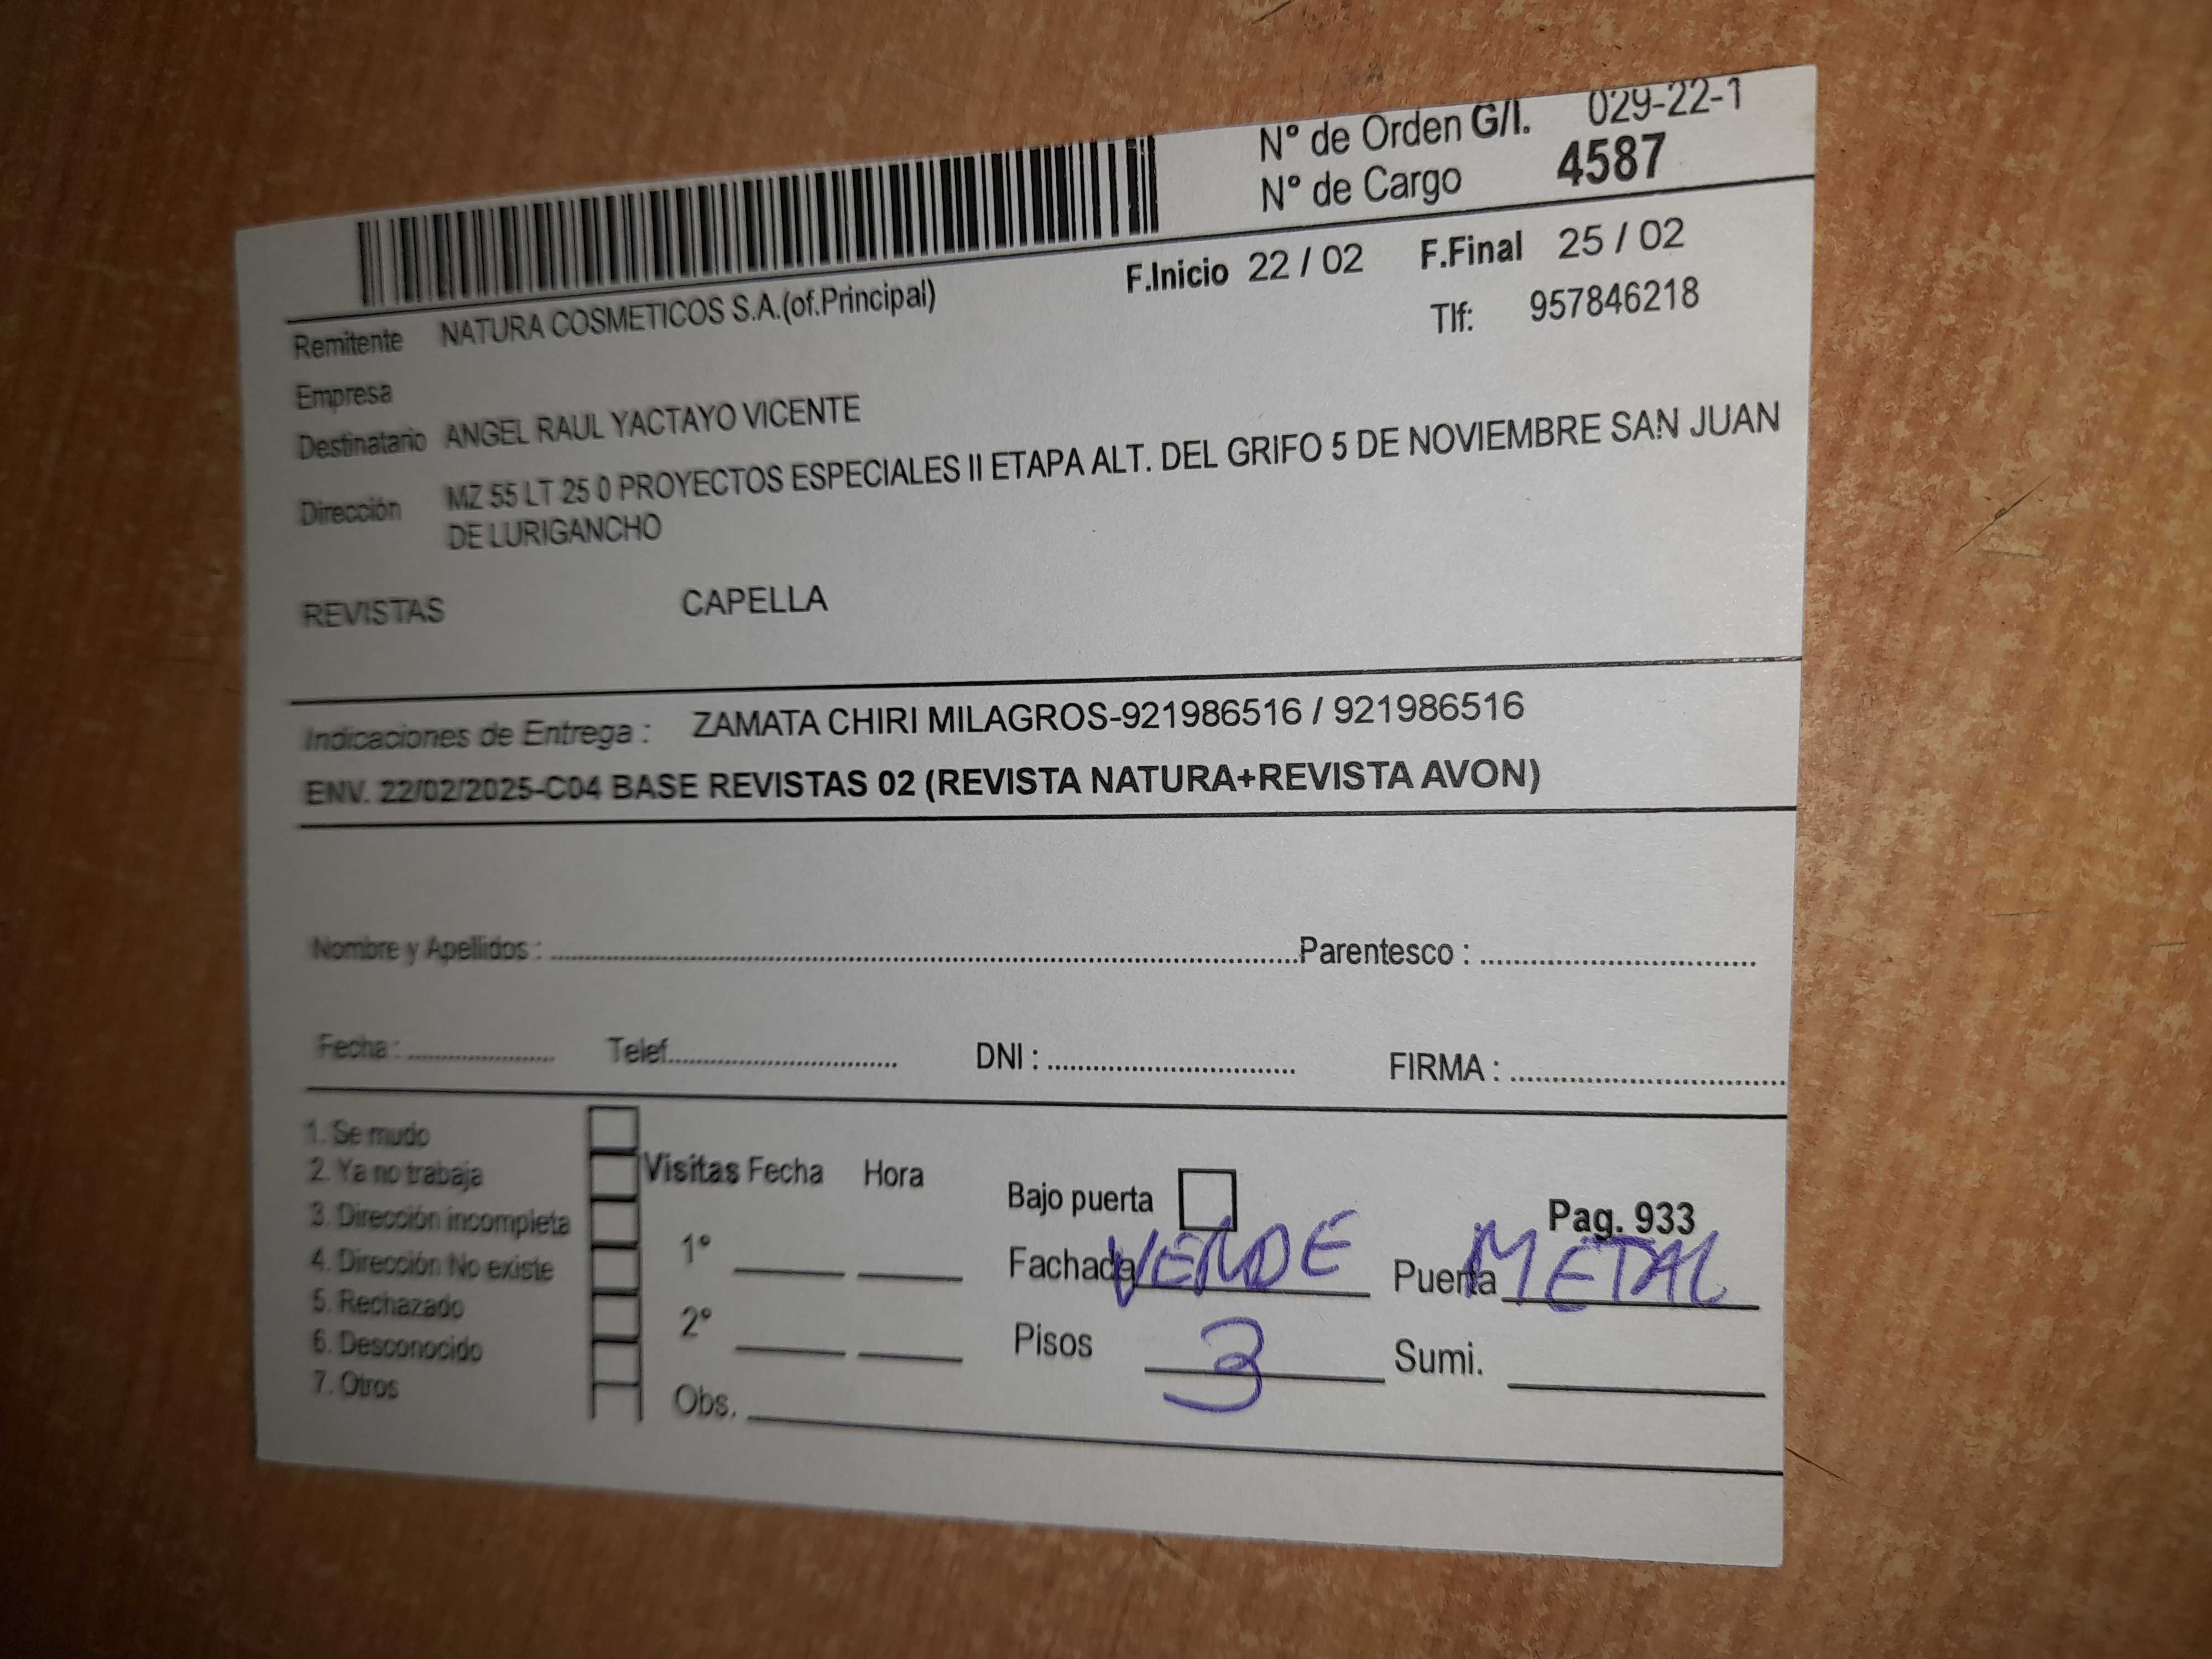 N° de Orden G/I. 029-22-1
N° de Cargo 4587
F.Inicio 22 / 02 F.Final 25 / 02
Remitente NATURA COSMETICOS S.A.(of.Principal) Tlf: 957846218
Empresa
Destinatario ANGEL RAUL YACTAYO VICENTE
Dirección MZ 55 LT 25 0 PROYECTOS ESPECIALES II ETAPA ALT. DEL GRIFO 5 DE NOVIEMBRE SAN JUAN
DE LURIGANCHO
REVISTAS CAPELLA
Indicaciones de Entrega : ZAMATA CHIRI MILAGROS-921986516 / 921986516
ENV. 22/02/2025-C04 BASE REVISTAS 02 (REVISTA NATURA+REVISTA AVON)
Nombre y Apellidos : Parentesco :
Fecha : Telef. DNI : FIRMA :
1. Se mudo
2. Ya no trabaja
3. Dirección incompleta
4. Dirección No existe
5. Rechazado
6. Desconocido
7. Otros
Visitas Fecha Hora
1°
2°
Obs.
Bajo puerta Pag. 933
Fachada VERDE Puerta METAL
Pisos 3 Sumi.